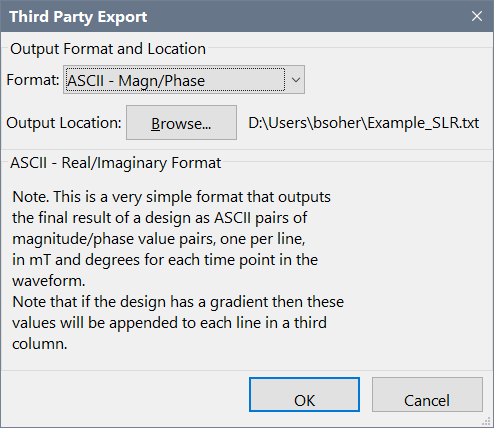 Third Party Export
Output Format and Location
Format: ASCII - Magn/Phase
Output Location: Browse... D:\Users\bsoher\Example_SLR.txt
ASCII - Real/Imaginary Format
Note. This is a very simple format that outputs
the final result of a design as ASCII pairs of
magnitude/phase value pairs, one per line,
in mT and degrees for each time point in the
waveform.
Note that if the design has a gradient then these
values will be appended to each line in a third
column.
OK Cancel